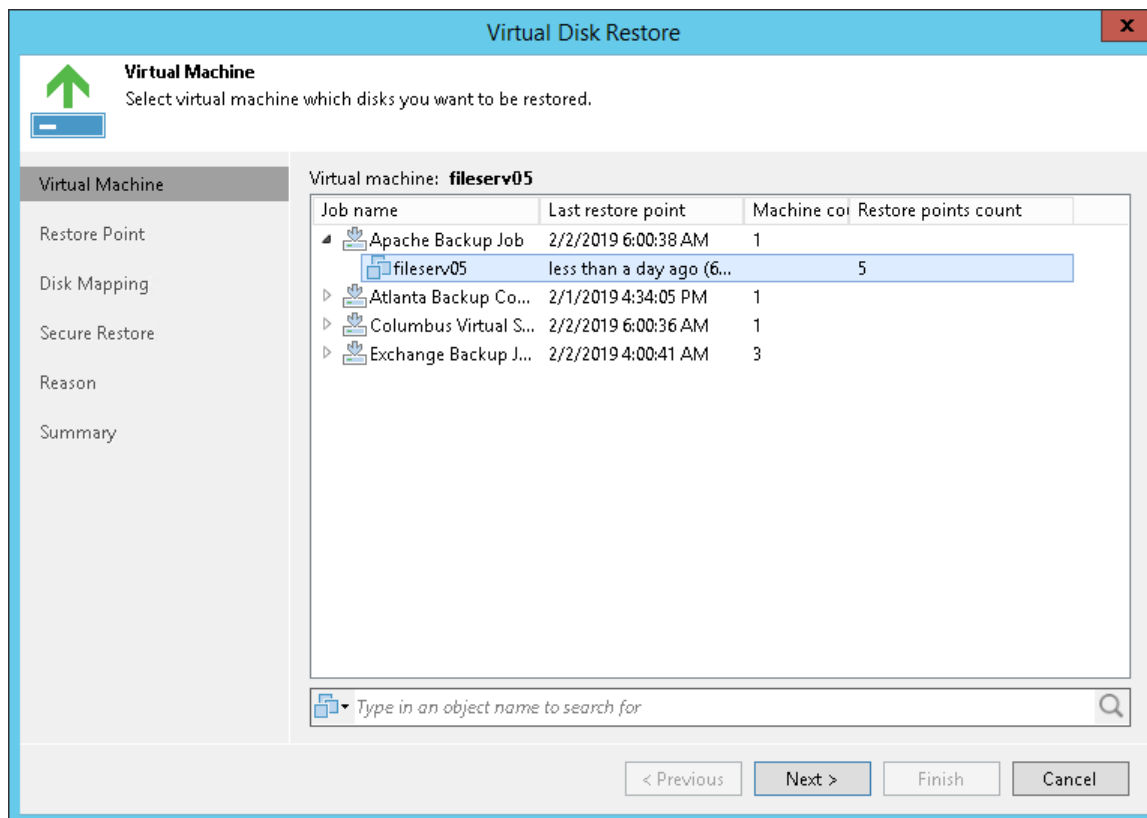 Virtual Disk Restore
x
Virtual Machine
Select virtual machine which disks you want to be restored.
Virtual Machine
Restore Point
Disk Mapping
Secure Restore
Reason
Summary
Virtual machine: fileserv05
Job name Last restore point Machine cou Restore points count
Apache Backup Job 2/2/2019 6:00:38 AM 1
fileserv05 less than a day ago (6... 5
Atlanta Backup Co... 2/1/2019 4:34:05 PM 1
Columbus Virtual S... 2/2/2019 6:00:36 AM 1
Exchange Backup J... 2/2/2019 4:00:41 AM 3
Type in an object name to search for
< Previous Next > Finish Cancel